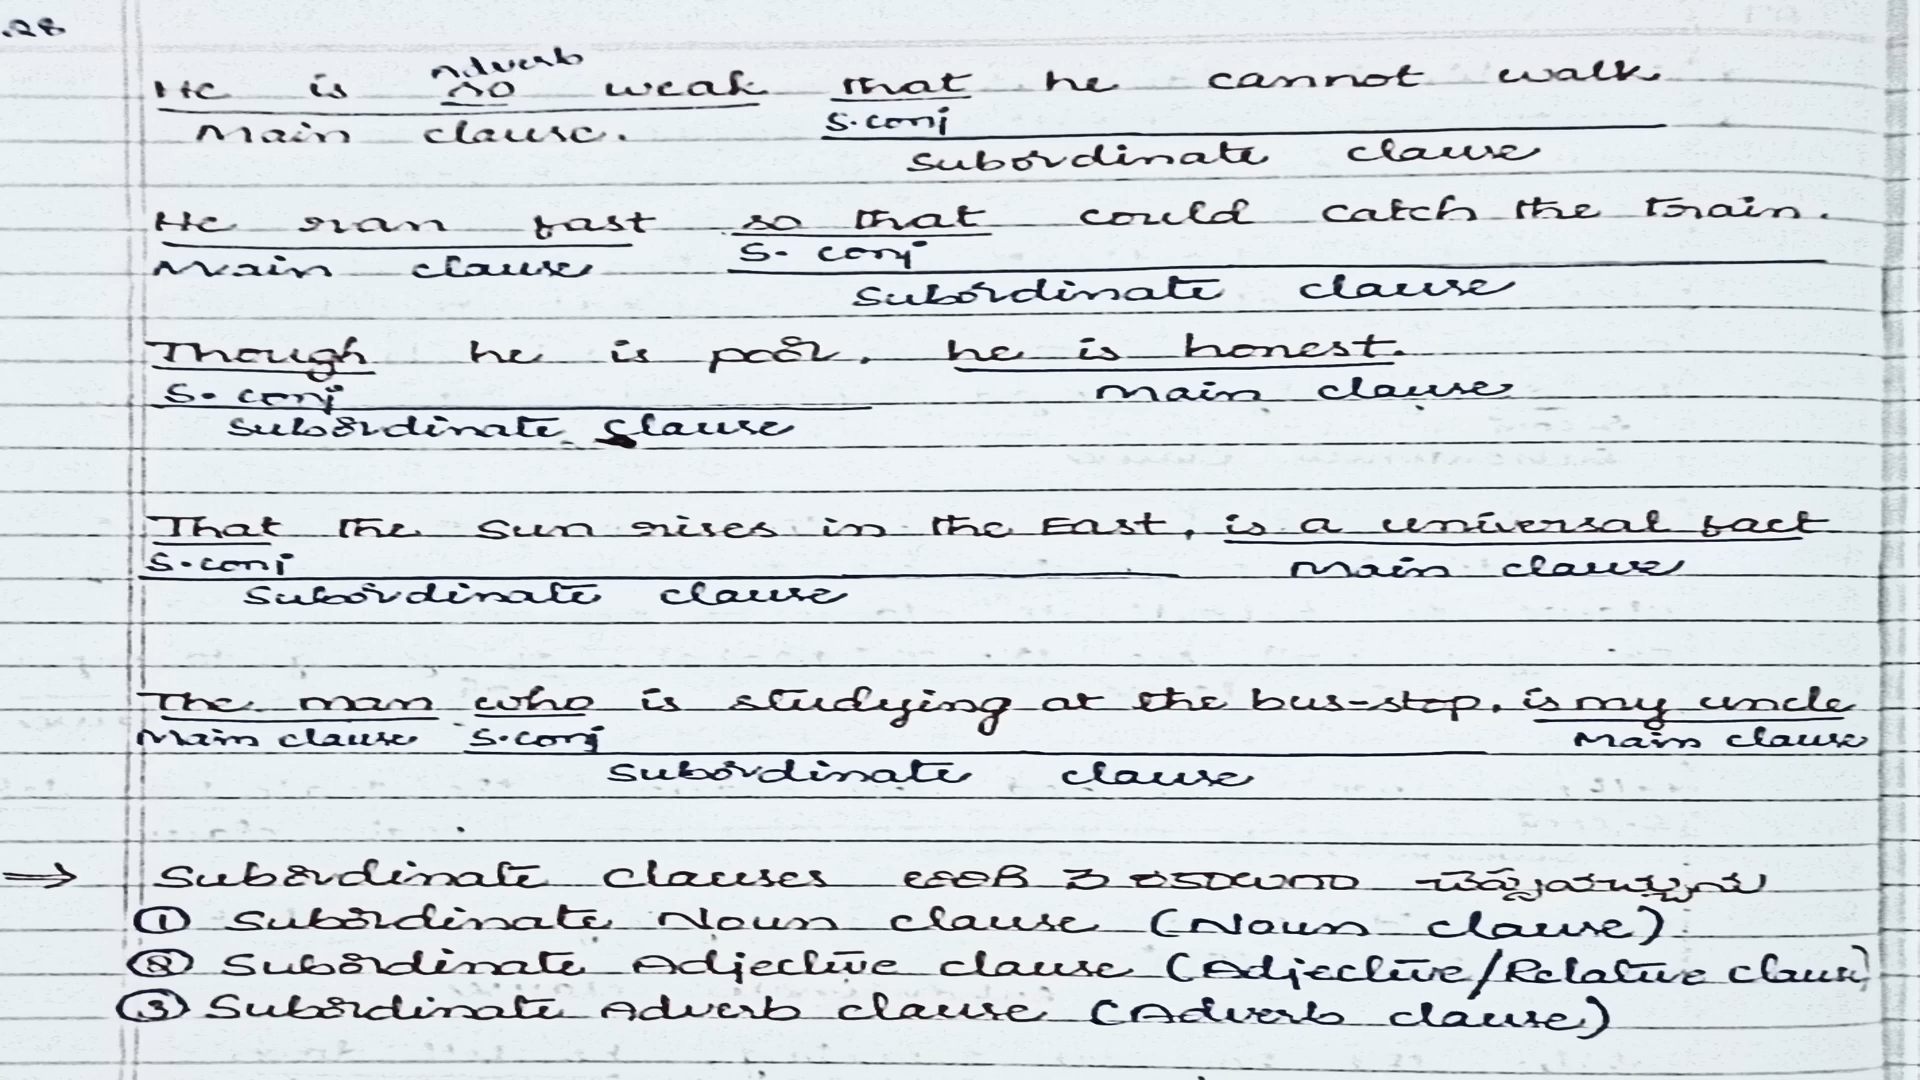 .28
Adverb
He is so weak that he cannot walk.
Main clause. S.conj
Subordinate clause
He ran fast so that could catch the train.
Main clause S. conj
Subordinate clause
Though he is poor, he is honest.
S. conj Main clause
Subordinate clause
That the sun rises in the East, is a universal fact
S.conj Main clause
Subordinate clause
The man who is studying at the bus-stop, is my uncle
Main clause S.conj Main clause
Subordinate clause
⇒ Subordinate clauses 3
① Subordinate Noun clause (Noun clause).
② Subordinate Adjective clause (Adjective/Relative clause)
③ Subordinate Adverb clause (Adverb clause)